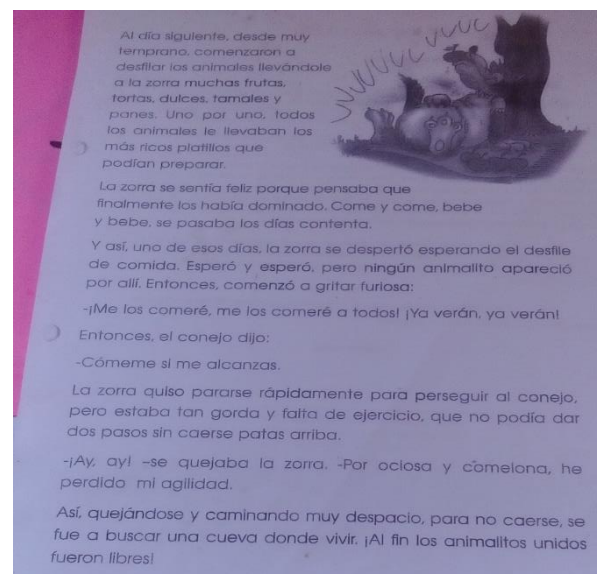 Al día siguiente, desde muy
temprano, comenzaron a
desfilar los animales llevándole
a la zorra muchas frutas,
tortas, dulces, tamales y
panes. Uno por uno, todos
los animales le llevaban los
más ricos platillos que
podían preparar.
La zorra se sentía feliz porque pensaba que
finalmente los había dominado. Come y come, bebe
y bebe, se pasaba los días contenta.
Y así, uno de esos días, la zorra se despertó esperando el desfile
de comida. Esperó y esperó, pero ningún animalito apareció
por allí. Entonces, comenzó a gritar furiosa:
-¡Me los comeré, me los comeré a todos! ¡Ya verán, ya verán!
Entonces, el conejo dijo:
-Cómeme si me alcanzas.
La zorra quiso pararse rápidamente para perseguir al conejo,
pero estaba tan gorda y falta de ejercicio, que no podía dar
dos pasos sin caerse patas arriba.
-¡Ay, ay! –se quejaba la zorra. -Por ociosa y comelona, he
perdido mi agilidad.
Así, quejándose y caminando muy despacio, para no caerse, se
fue a buscar una cueva donde vivir. ¡Al fin los animalitos unidos
fueron libres!